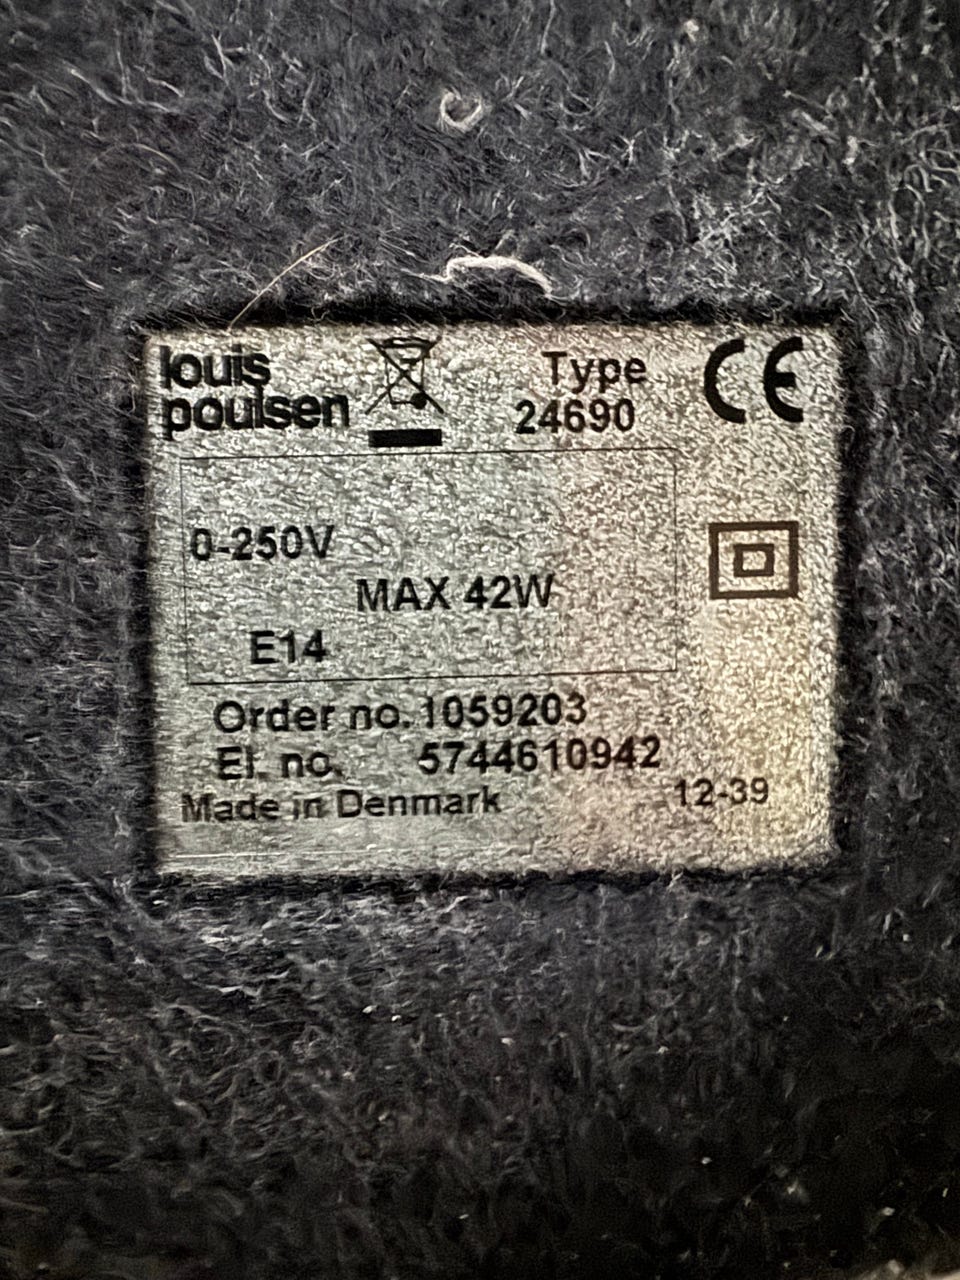 louis
poulsen
Type
24690
CE
0-250V
MAX 42W
E14
Order no. 1059203
El. no. 5744610942
Made in Denmark 12-39